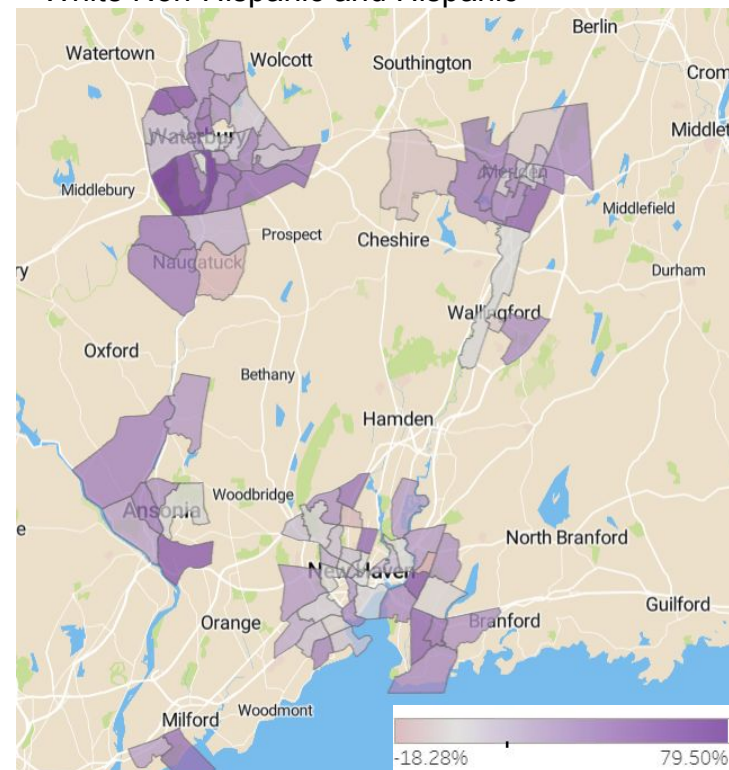 White Non-Hispanic and Hispanic
Berlin
Watertown
Wolcott
Southington
Crom
Waterbury
Middlet
Meriden
Middlebury
Middlefield
Prospect
Cheshire
Naugatuck
ry
Durham
Wallingford
Oxford
Bethany
Hamden
Woodbridge
Ansonia
e
North Branford
New Haven
Guilford
Orange
Branford
Woodmont
Milford
-18.28%
79.50%